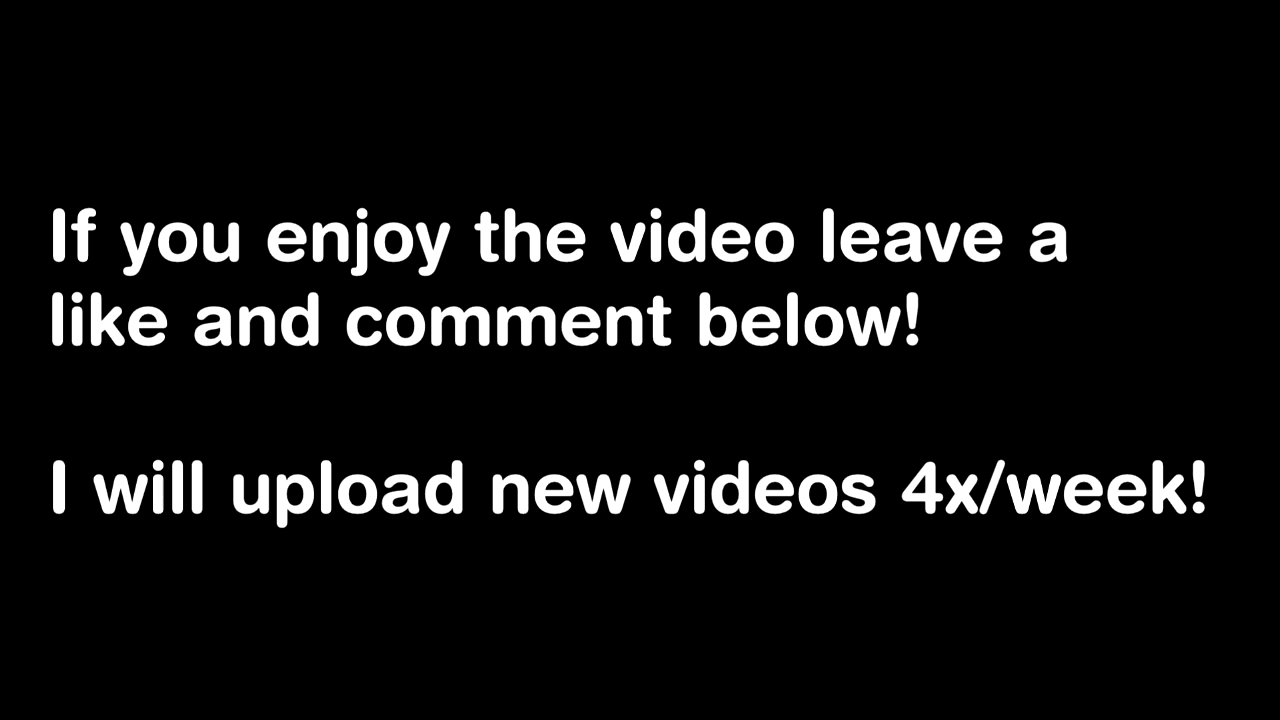 If you enjoy the video leave a
like and comment below!
I will upload new videos 4x/week!